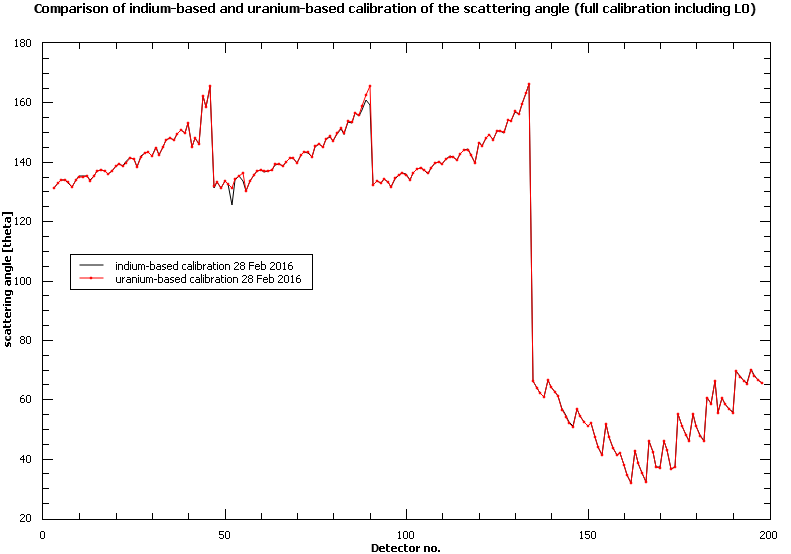 Comparison of indium-based and uranium-based calibration of the scattering angle (full calibration including L0)
180
160
140
120
100
80
60
40
20
scattering angle [theta]
indium-based calibration 28 Feb 2016
uranium-based calibration 28 Feb 2016
0
50
100
150
200
Detector no.